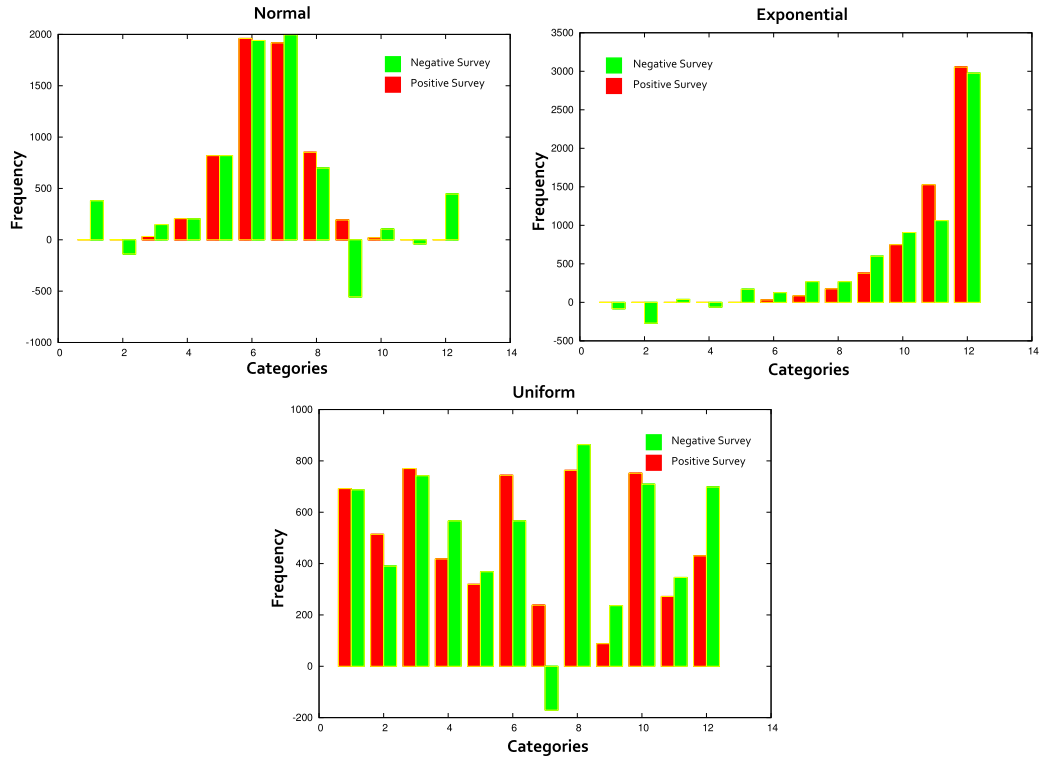 Normal
2000
1500
1000
500
0
-500
-1000
0 2 4 6 8 10 12 14
Frequency
Categories
Negative Survey
Positive Survey
Exponential
3500
3000
2500
2000
1500
1000
500
0
-500
0 2 4 6 8 10 12 14
Frequency
Categories
Negative Survey
Positive Survey
Uniform
1000
800
600
400
200
0
-200
0 2 4 6 8 10 12 14
Frequency
Categories
Negative Survey
Positive Survey